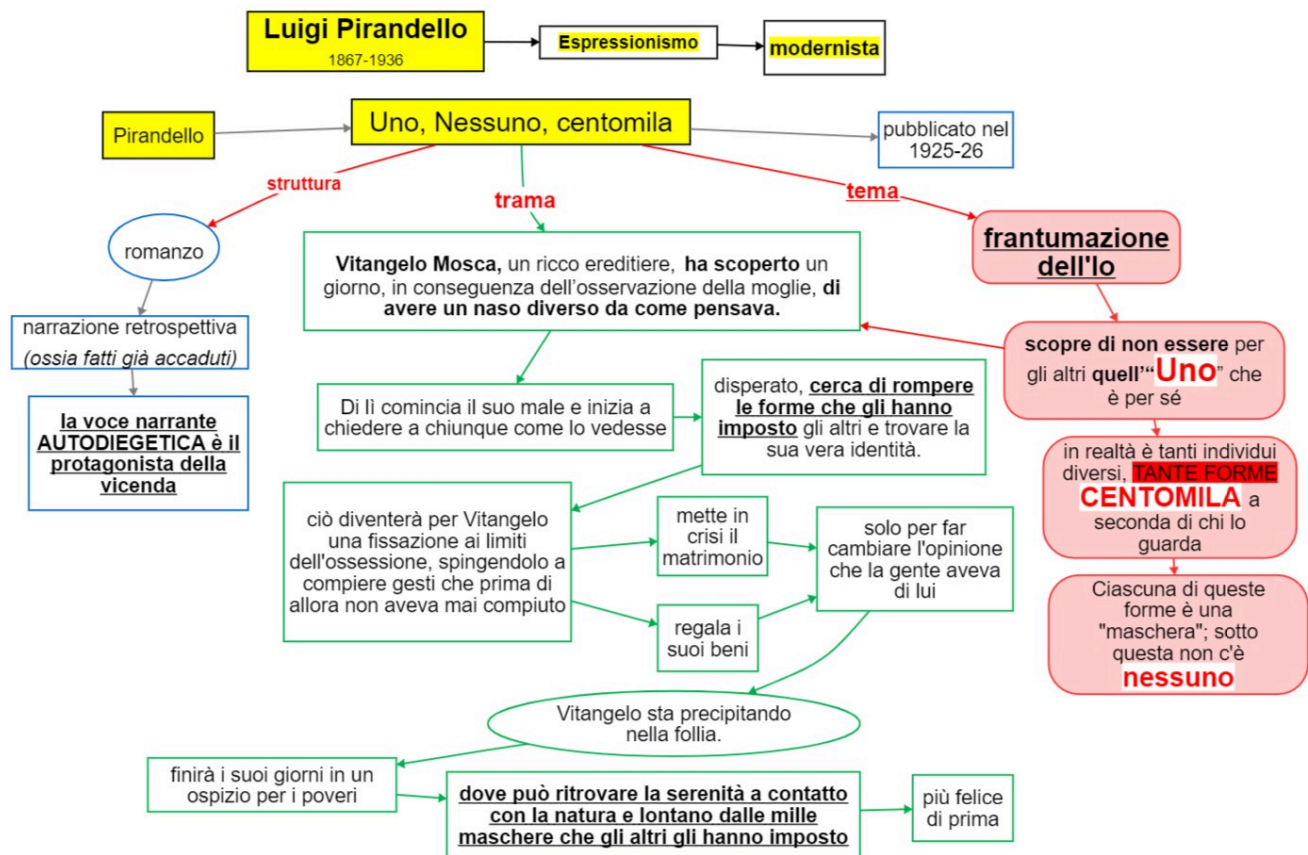 Luigi Pirandello
1867-1936
Espressionismo
modernista
Pirandello
Uno, Nessuno, centomila
pubblicato nel
1925-26
struttura
trama
tema
romanzo
narrazione retrospettiva
(ossia fatti già accaduti)
la voce narrante
AUTODIEGETICA è il
protagonista della
vicenda
Vitangelo Mosca, un ricco ereditiere, ha scoperto un
giorno, in conseguenza dell'osservazione della moglie, di
avere un naso diverso da come pensava.
Di lì comincia il suo male e inizia a
chiedere a chiunque come lo vedesse
disperato, cerca di rompere
le forme che gli hanno
imposto gli altri e trovare la
sua vera identità.
ciò diventerà per Vitangelo
una fissazione ai limiti
dell'ossessione, spingendolo a
compiere gesti che prima di
allora non aveva mai compiuto
mette in
crisi il
matrimonio
regala i
suoi beni
solo per far
cambiare l'opinione
che la gente aveva
di lui
Vitangelo sta precipitando
nella follia.
finirà i suoi giorni in un
ospizio per i poveri
dove può ritrovare la serenità a contatto
con la natura e lontano dalle mille
maschere che gli altri gli hanno imposto
più felice
di prima
frantumazione
dell'Io
scopre di non essere per
gli altri quell'“Uno” che
è per sé
in realtà è tanti individui
diversi, TANTE FORME
CENTOMILA a
seconda di chi lo
guarda
Ciascuna di queste
forme è una
"maschera"; sotto
questa non c'è
nessuno